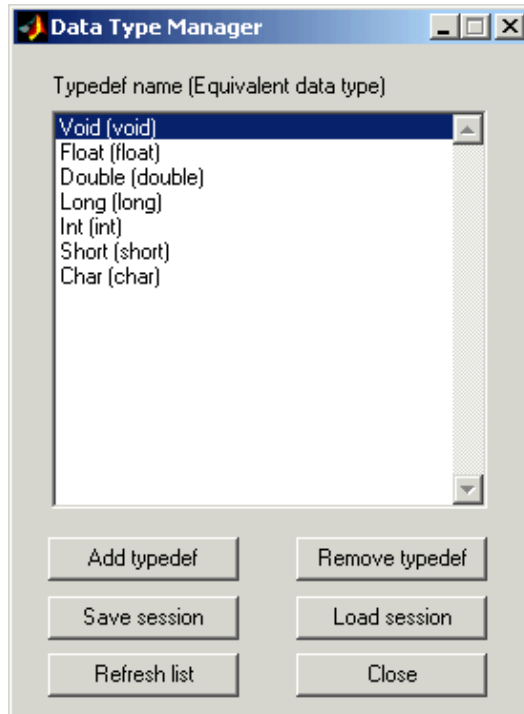 Data Type Manager
Typedef name (Equivalent data type)
Void (void)
Float (float)
Double (double)
Long (long)
Int (int)
Short (short)
Char (char)
Add typedef Remove typedef
Save session Load session
Refresh list Close